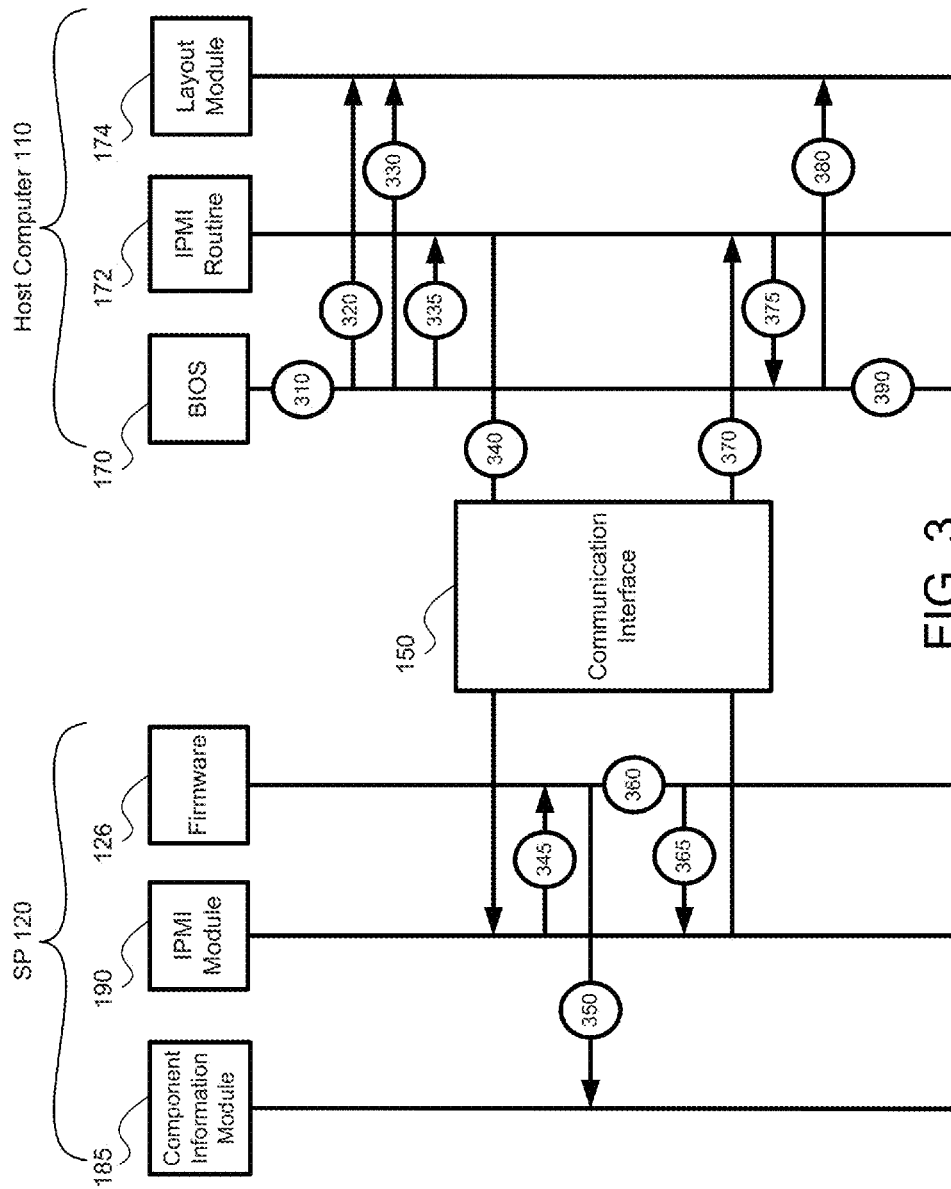 SP 120
Host Computer 110
185
190
126
170
172
174
Component
Information
Module
IPMI
Module
Firmware
BIOS
IPMI
Routine
Layout
Module
310
320
330
335
340
150
Communication
Interface
345
350
360
365
370
375
380
390
FIG. 3